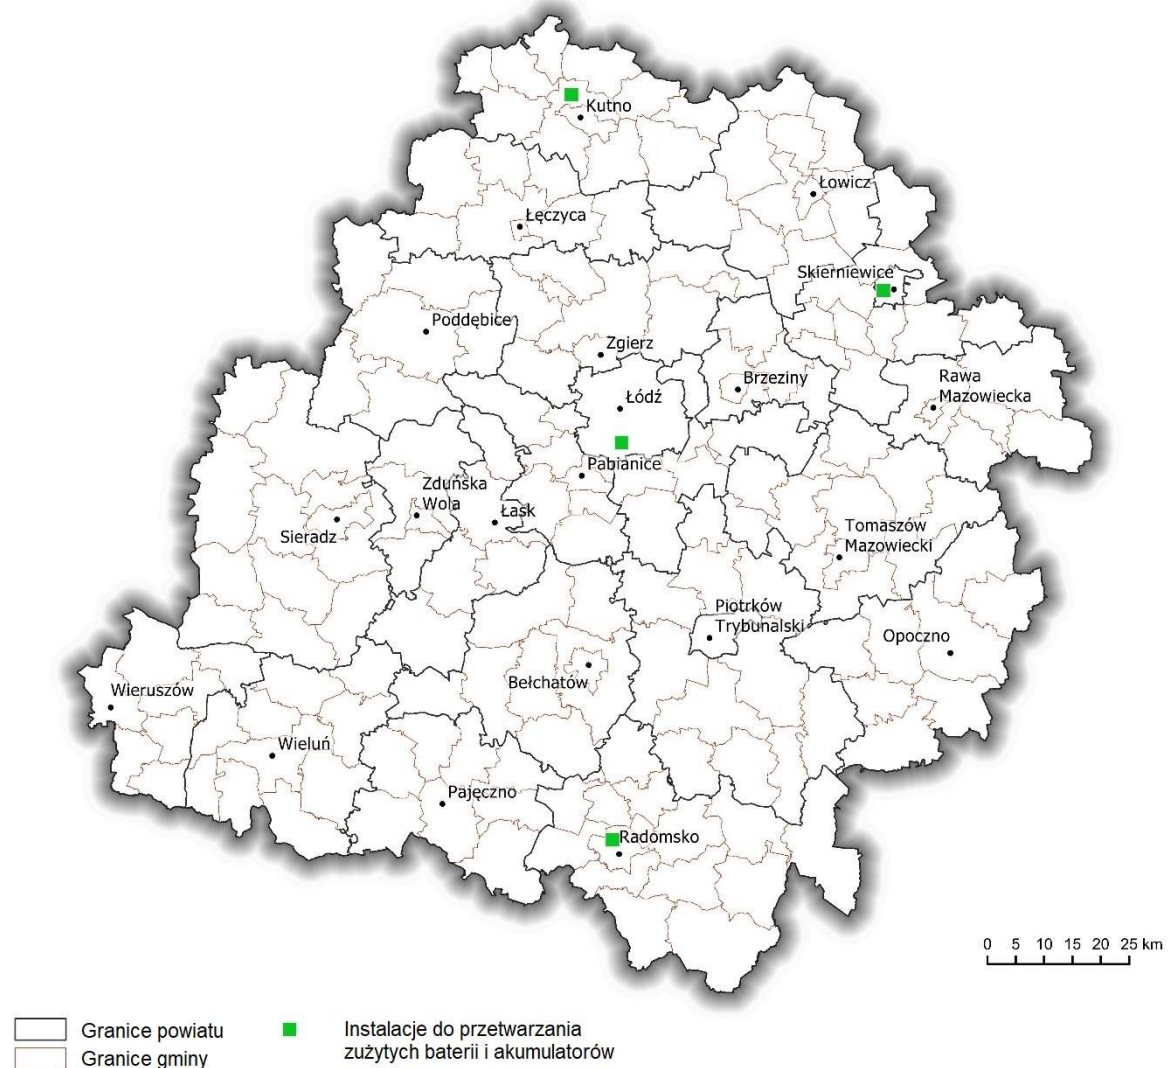 Kutno
Łowicz
Łęczyca
Skierniewice
Poddębice
Zgierz
Brzeziny
Rawa
Mazowiecka
Łódź
Pabianice
Zduńska
Wola
Łask
Sieradz
Tomaszów
Mazowiecki
Piotrków
Trybunalski
Opoczno
Bełchatów
Wieruszów
Wieluń
Pajęczno
Radomsko
0 5 10 15 20 25 km
Granice powiatu
Granice gminy
Instalacje do przetwarzania
zużytych baterii i akumulatorów